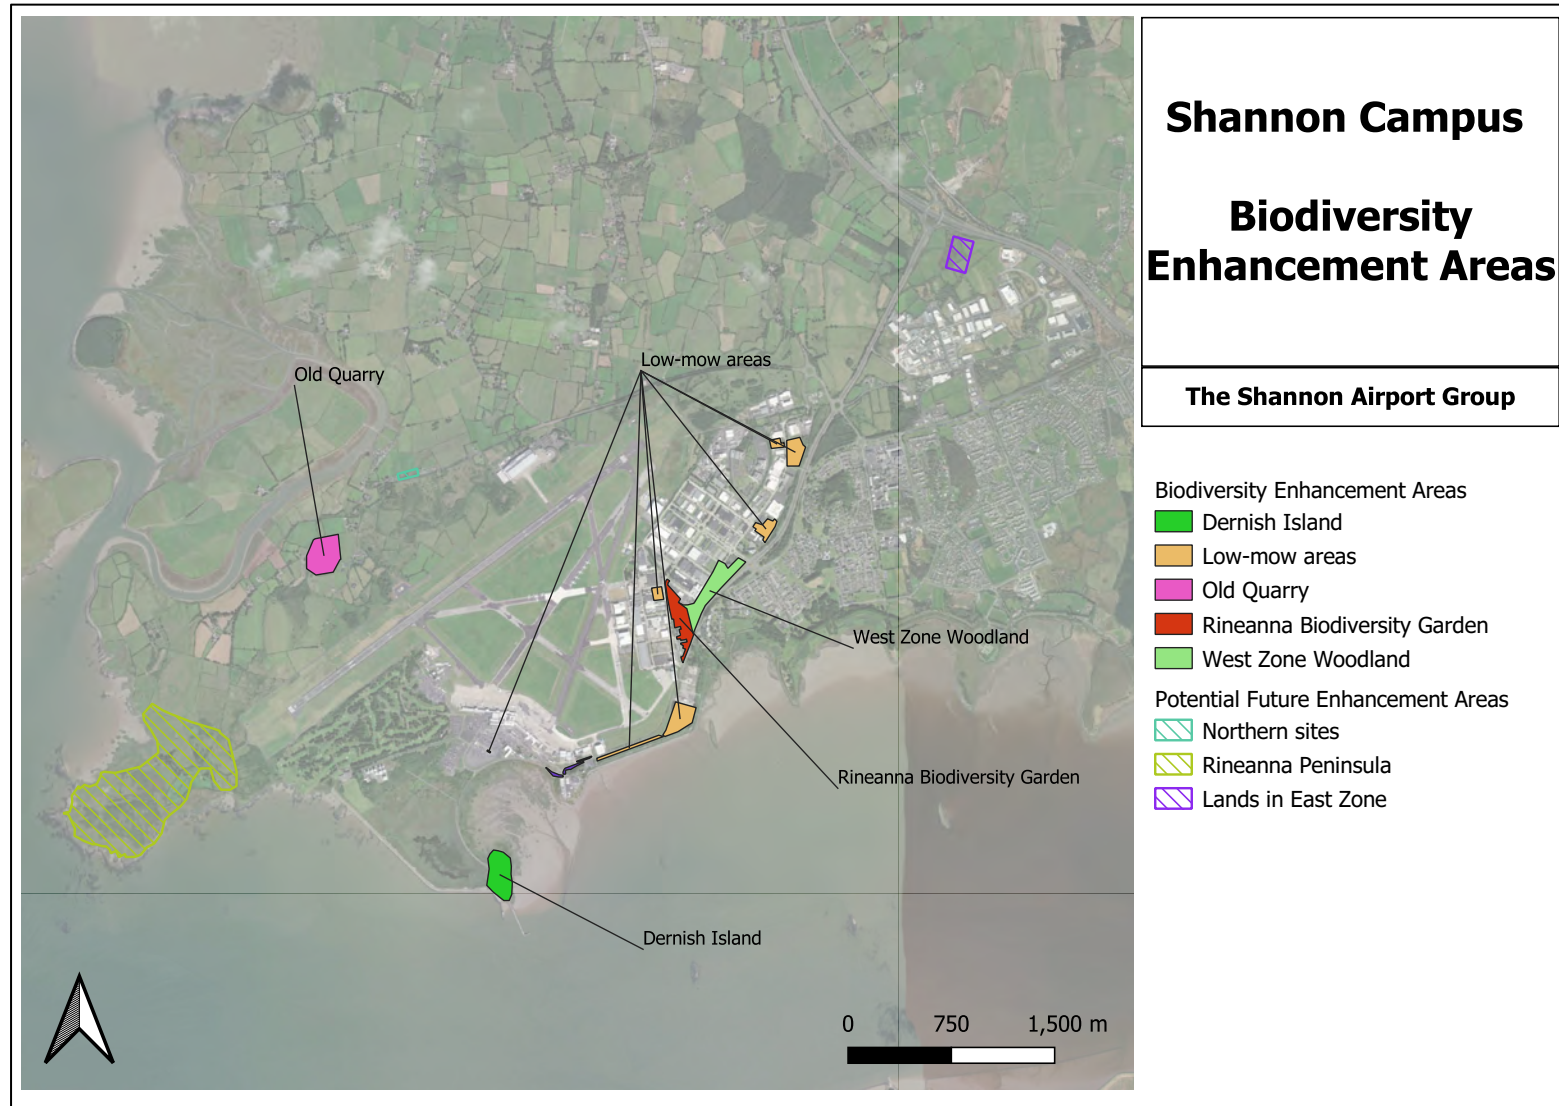 Shannon Campus
Biodiversity
Enhancement Areas
The Shannon Airport Group
Biodiversity Enhancement Areas
Dernish Island
Low-mow areas
Old Quarry
Rineanna Biodiversity Garden
West Zone Woodland
Potential Future Enhancement Areas
Northern sites
Rineanna Peninsula
Lands in East Zone
Low-mow areas
Old Quarry
West Zone Woodland
Rineanna Biodiversity Garden
Dernish Island
0 750 1,500 m